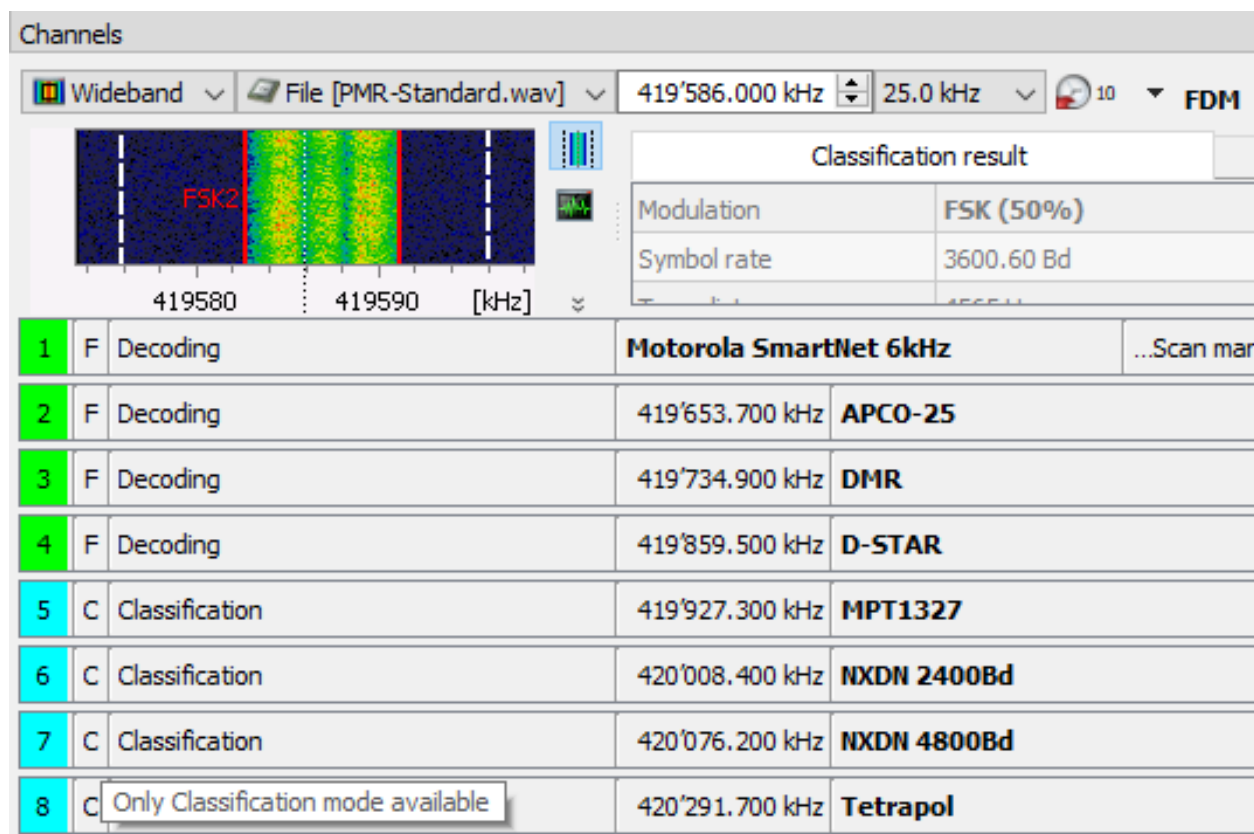 Channels
Wideband File [PMR-Standard.wav] 419'586.000 kHz 25.0 kHz 10 FDM
Classification result
FSK2
Modulation FSK (50%)
Symbol rate 3600.60 Bd
419580 419590 [kHz]
1 F Decoding Motorola SmartNet 6kHz ...Scan mar
2 F Decoding 419'653.700 kHz APCO-25
3 F Decoding 419'734.900 kHz DMR
4 F Decoding 419'859.500 kHz D-STAR
5 C Classification 419'927.300 kHz MPT1327
6 C Classification 420'008.400 kHz NXDN 2400Bd
7 C Classification 420'076.200 kHz NXDN 4800Bd
8 C Only Classification mode available 420'291.700 kHz Tetrapol